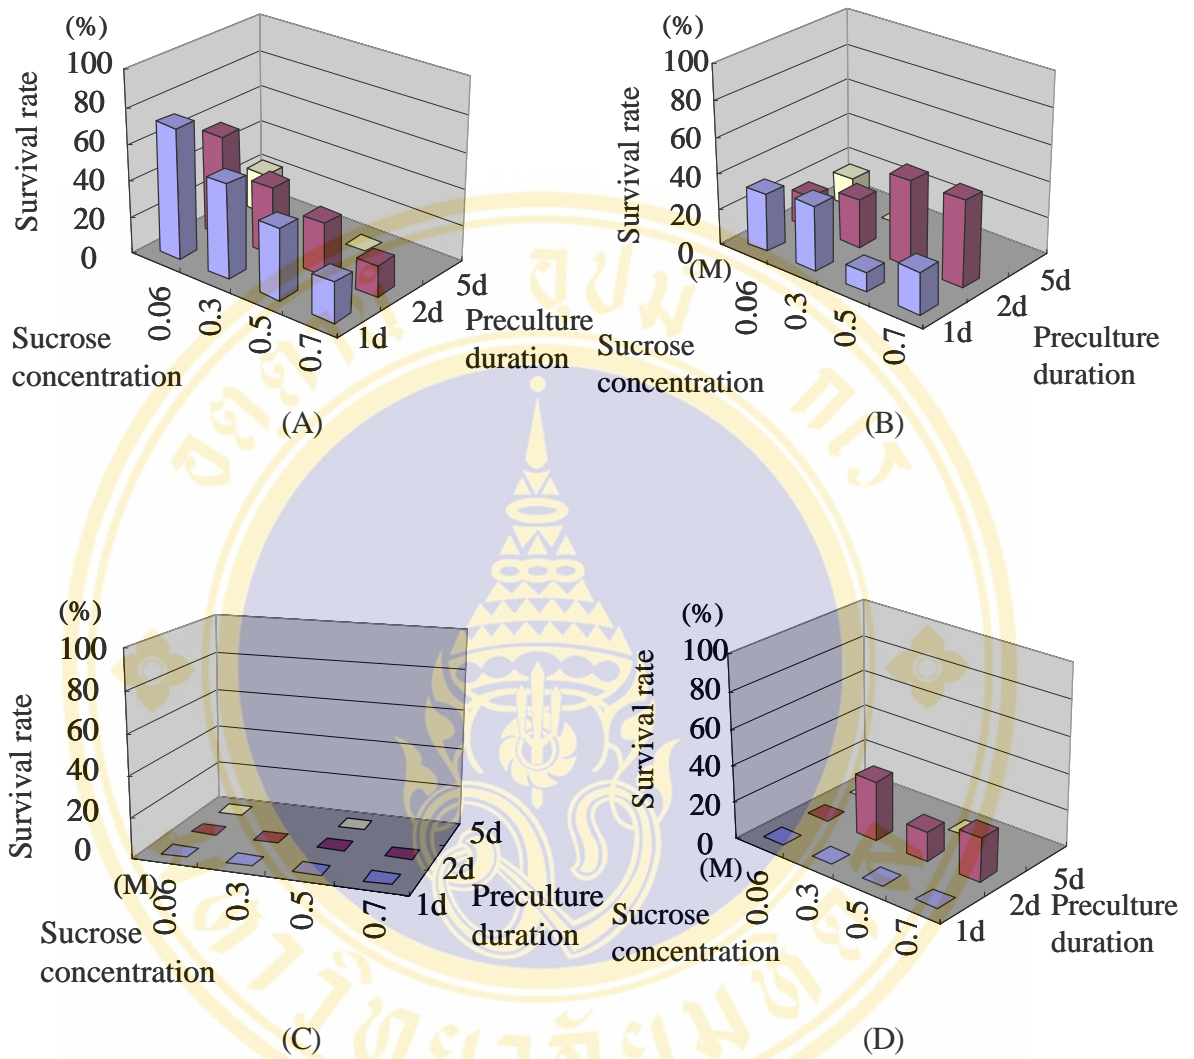 (%)
100
80
60
40
20
0
Survival rate
0.06
0.3
0.5
0.7
1d
2d
5d
Sucrose
concentration
Preculture
duration
(A)
(%)
100
80
60
40
20
0
(M)
Survival rate
0.06
0.3
0.5
0.7
1d
2d
5d
Sucrose
concentration
Preculture
duration
(B)
(%)
100
80
60
40
20
0
(M)
Survival rate
0.06
0.3
0.5
0.7
1d
2d
5d
Sucrose
concentration
Preculture
duration
(C)
(%)
100
80
60
40
20
0
(M)
Survival rate
0.06
0.3
0.5
0.7
1d
2d
5d
Sucrose
concentration
Preculture
duration
(D)